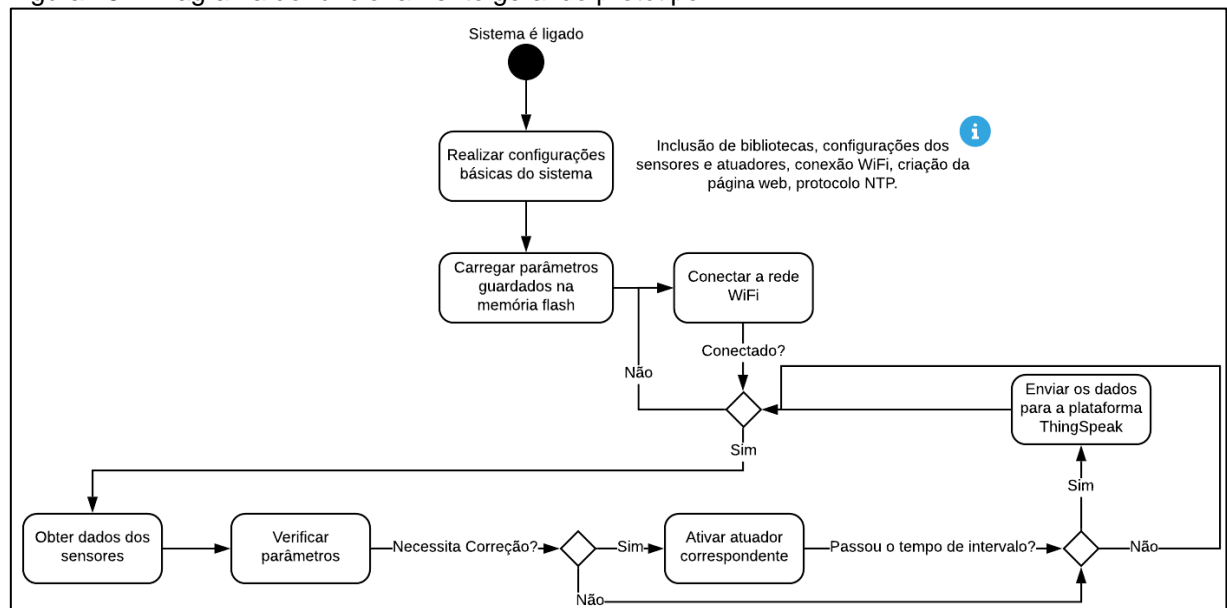 Sistema é ligado
Realizar configurações
básicas do sistema
i
Inclusão de bibliotecas, configurações dos
sensores e atuadores, conexão WiFi, criação da
página web, protocolo NTP.
Carregar parâmetros
guardados na
memória flash
Conectar a rede
WiFi
Conectado?
Não
Enviar os dados
para a plataforma
ThingSpeak
Sim
Sim
Obter dados dos
sensores
Verificar
parâmetros
Necessita Correção?
Sim
Ativar atuador
correspondente
Passou o tempo de intervalo?
Não
Não